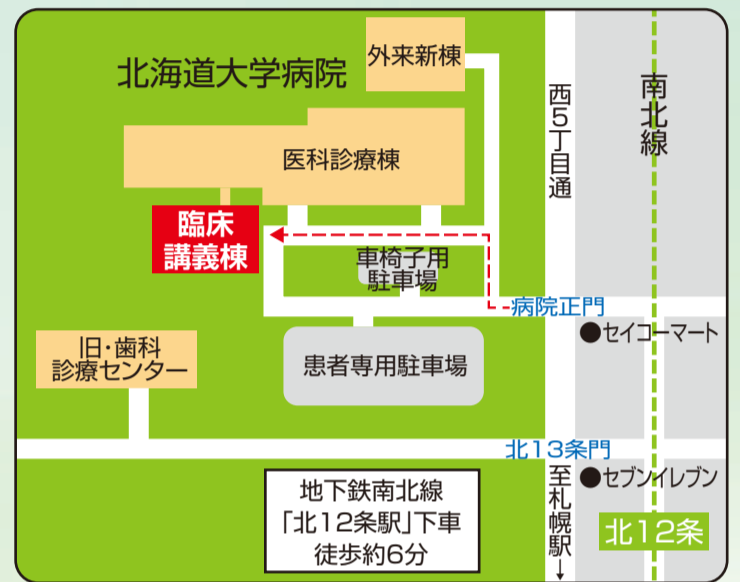 北海道大学病院
外来新棟
医科診療棟
西5丁目通
南北線
臨床
講義棟
車椅子用
駐車場
病院正門
●セイコーマート
旧・歯科
診療センター
患者専用駐車場
北13条門
●セブンイレブン
至札幌駅→
北12条
地下鉄南北線
「北12条駅」下車
徒歩約6分